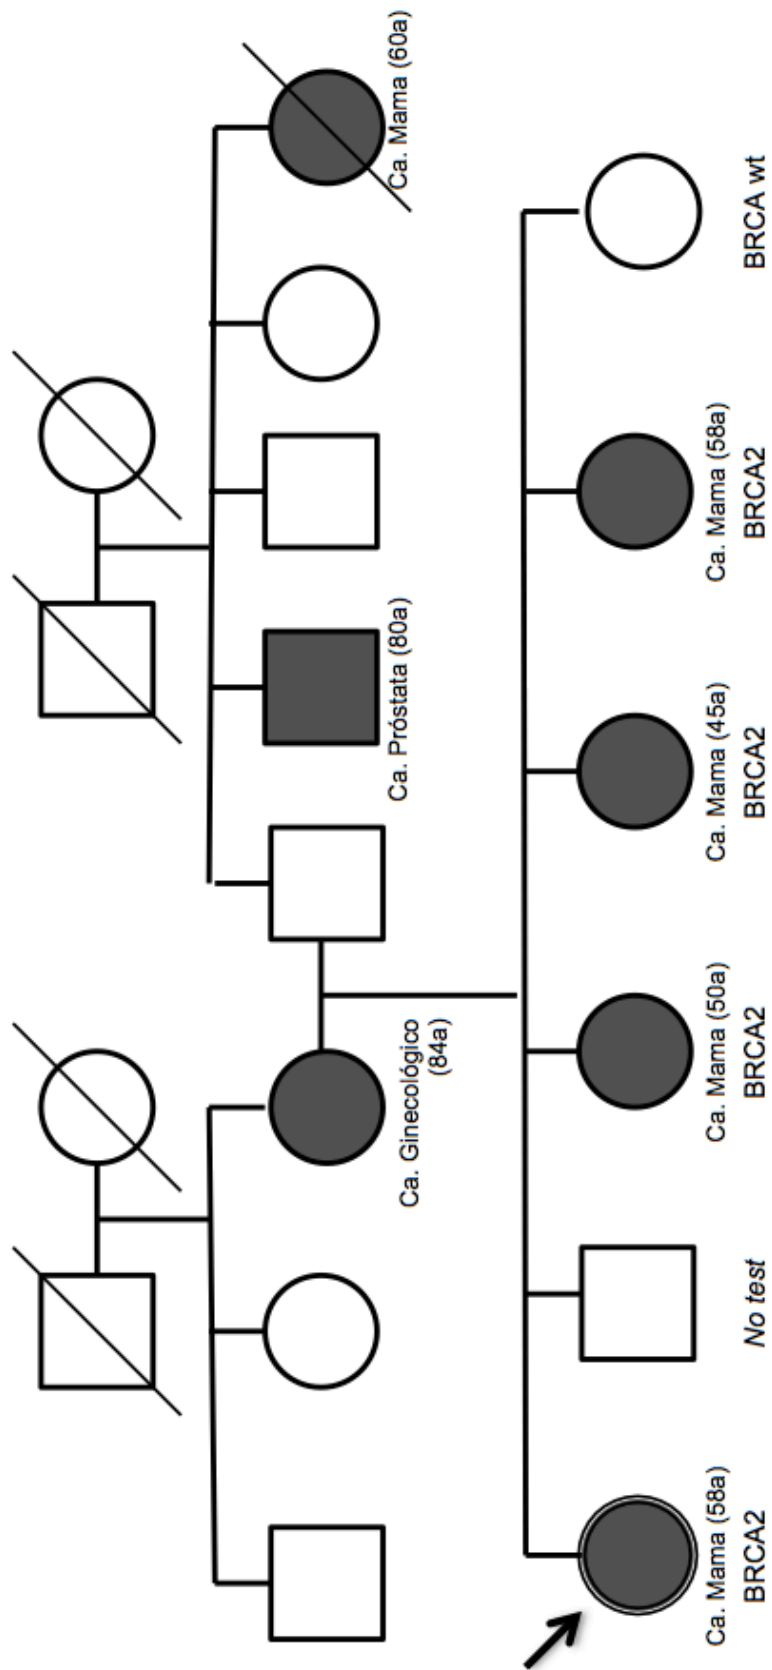 Ca. Mama (60a)
Ca. Próstata (80a)
Ca. Ginecológico
(84a)
Ca. Mama (58a)
BRCA2
No test
Ca. Mama (50a)
BRCA2
Ca. Mama (45a)
BRCA2
Ca. Mama (58a)
BRCA2
BRCA wt